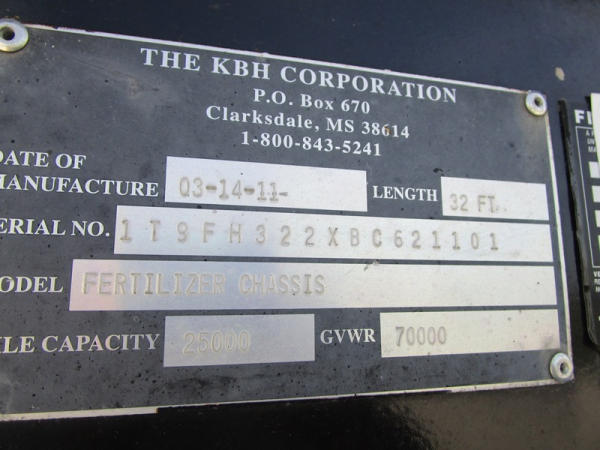 THE KBH CORPORATION
P.O. Box 670
Clarksdale, MS 38614
1-800-843-5241
DATE OF
MANUFACTURE 03-14-11- LENGTH 32 FT.
ERIAL NO. 1T9FH322XBC621101
MODEL FERTILIZER CHASSIS
LE CAPACITY 25000 GVWR 70000